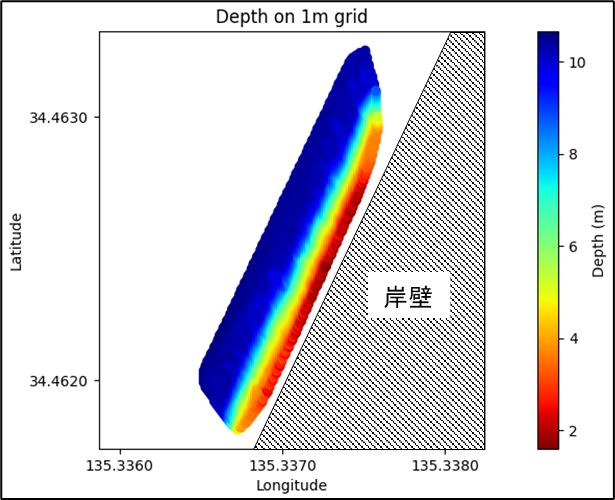 Depth on 1m grid
Latitude
34.4630
34.4620
岸壁
135.3360
135.3370
135.3380
Longitude
10
8
6
4
2
Depth (m)